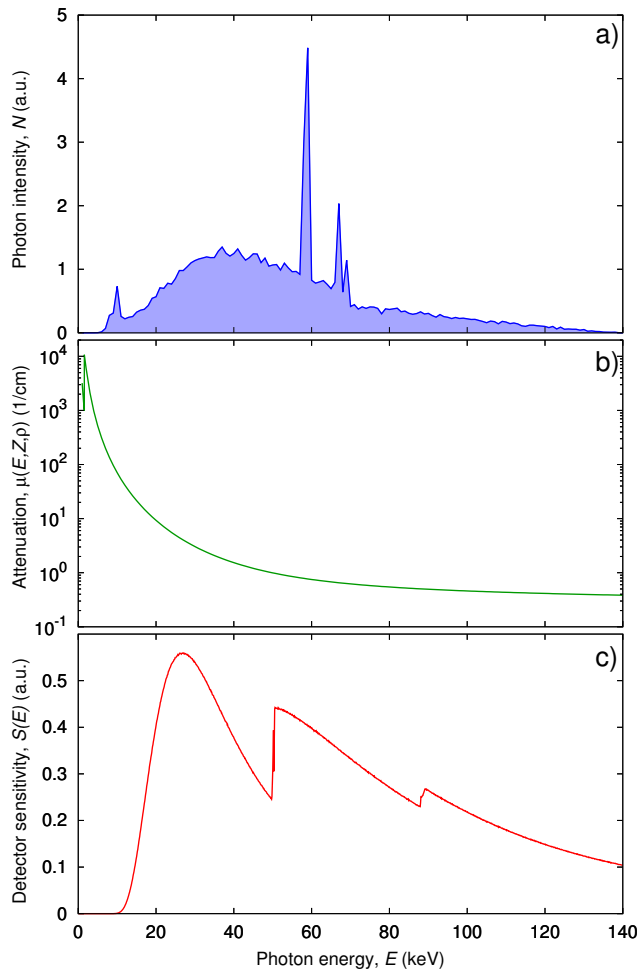 5
4
3
2
1
0
Photon intensity, N (a.u.)
a)
10^4
10^3
10^2
10^1
10^0
10^-1
Attenuation, μ(E,Z,ρ) (1/cm)
b)
0.5
0.4
0.3
0.2
0.1
0
Detector sensitivity, S(E) (a.u.)
c)
0 20 40 60 80 100 120 140
Photon energy, E (keV)